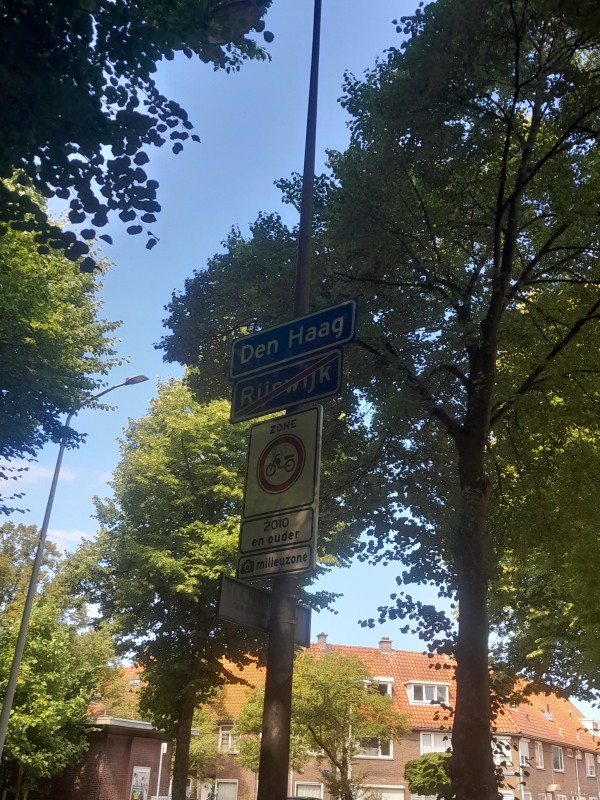 Den Haag
Rijswijk
ZONE
2010
en ouder
milieuzone